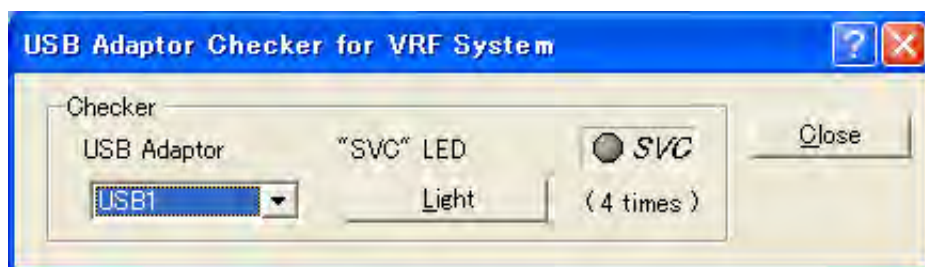 USB Adaptor Checker for VRF System
Checker
USB Adaptor "SVC" LED SVC Close
USB1 Light (4 times)